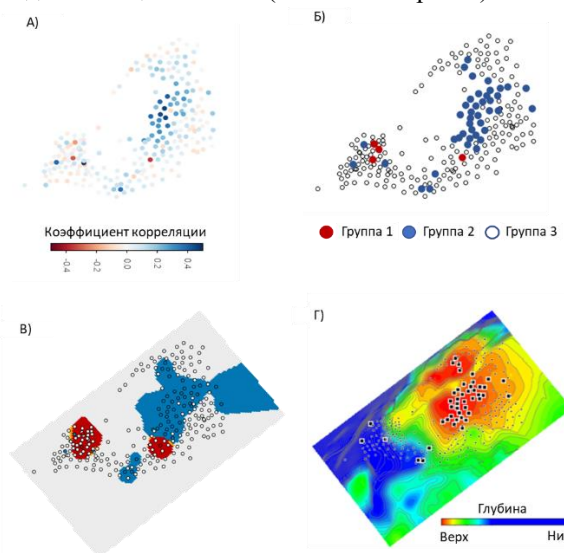 А)
Б)
Коэффициент корреляции
-0.4
-0.2
0.0
0.2
0.4
Группа 1
Группа 2
Группа 3
В)
Г)
Глубина
Верх
Ни